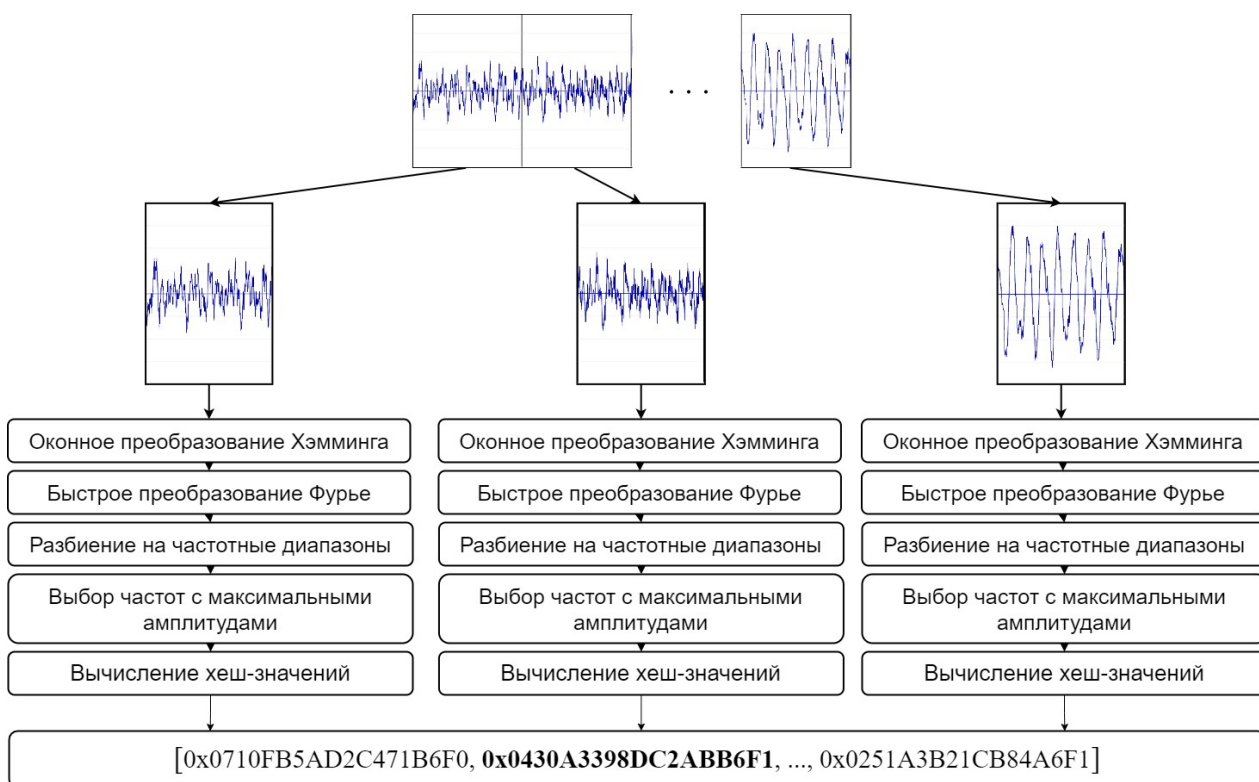 . . .
Оконное преобразование Хэмминга
Оконное преобразование Хэмминга
Оконное преобразование Хэмминга
Быстрое преобразование Фурье
Быстрое преобразование Фурье
Быстрое преобразование Фурье
Разбиение на частотные диапазоны
Разбиение на частотные диапазоны
Разбиение на частотные диапазоны
Выбор частот с максимальными
амплитудами
Выбор частот с максимальными
амплитудами
Выбор частот с максимальными
амплитудами
Вычисление хеш-значений
Вычисление хеш-значений
Вычисление хеш-значений
[0x0710FB5AD2C471B6F0, 0x0430A3398DC2ABB6F1, ..., 0x0251A3B21CB84A6F1]